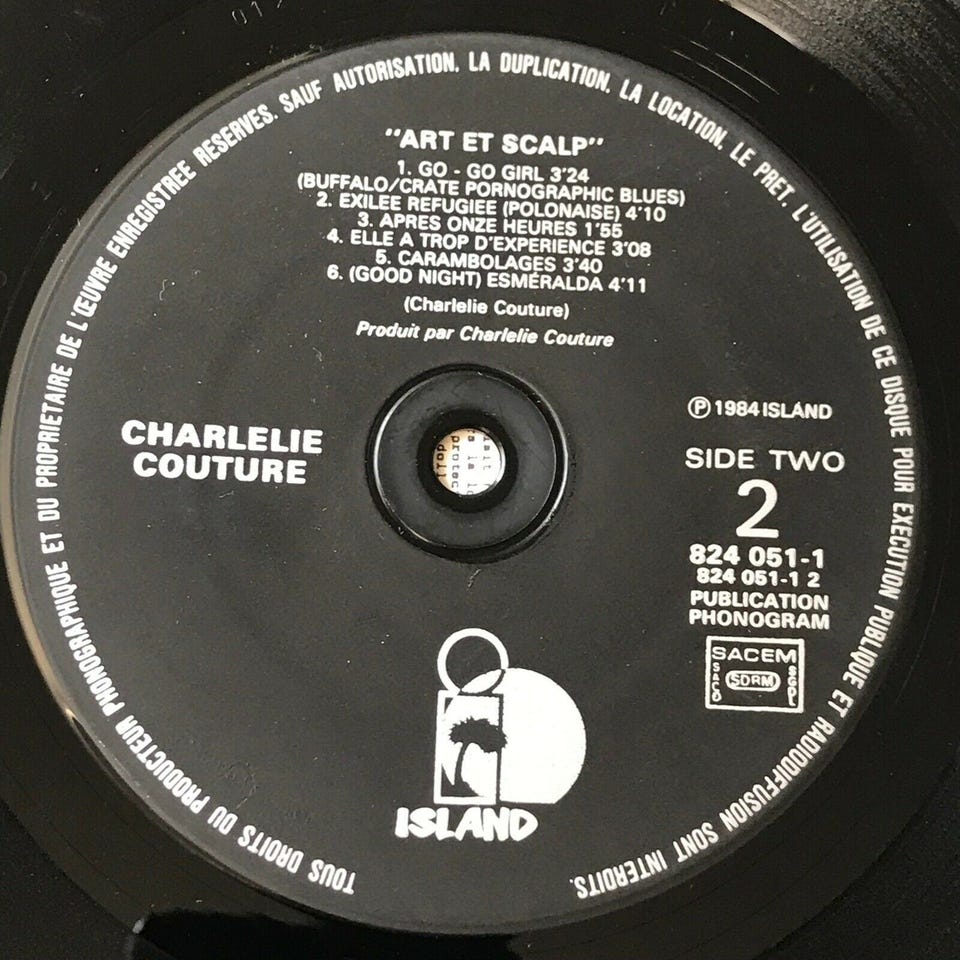 "ART ET SCALP"
1. GO - GO GIRL 3'24
(BUFFALO/CRATE PORNOGRAPHIC BLUES)
2. EXILEE REFUGIEE (POLONAISE) 4'10
3. APRES ONZE HEURES 1'55
4. ELLE A TROP D'EXPERIENCE 3'08
5. CARAMBOLAGES 3'40
6. (GOOD NIGHT) ESMÉRALDA 4'11
(Charlelie Couture)
Produit par Charlelie Couture
CHARLELIE
COUTURE
Ⓟ 1984 ISLAND
SIDE TWO
2
824 051-1
824 051-1 2
PUBLICATION
PHONOGRAM
SACEM
SACD
SDRM
SGDL
ISLAND
TOUS DROITS DU PRODUCTEUR PHONOGRAPHIQUE ET DU PROPRIETAIRE DE L'ŒUVRE ENREGISTREE RESERVES. SAUF AUTORISATION, LA DUPLICATION, LA LOCATION, LE PRET, L'UTILISATION DE CE DISQUE POUR EXECUTION PUBLIQUE ET RADIODIFFUSION SONT INTERDITS.